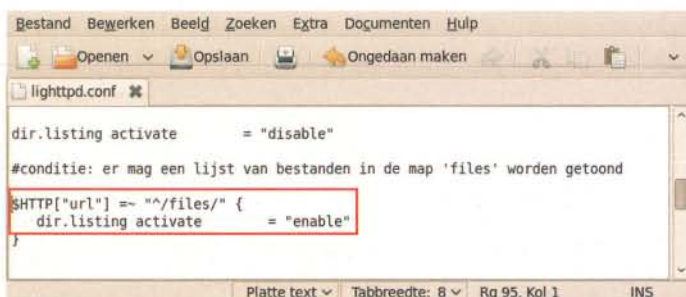 Bestand Bewerken Beeld Zoeken Extra Documenten Hulp
Openen Opslaan Ongedaan maken
lighttpd.conf
dir.listing activate = "disable"
#conditie: er mag een lijst van bestanden in de map 'files' worden getoond
$HTTP["url"] =~ "^/files/" {
dir.listing activate = "enable"
}
Platte text Tabbreedte: 8 Rg 95, Kol 1 INS